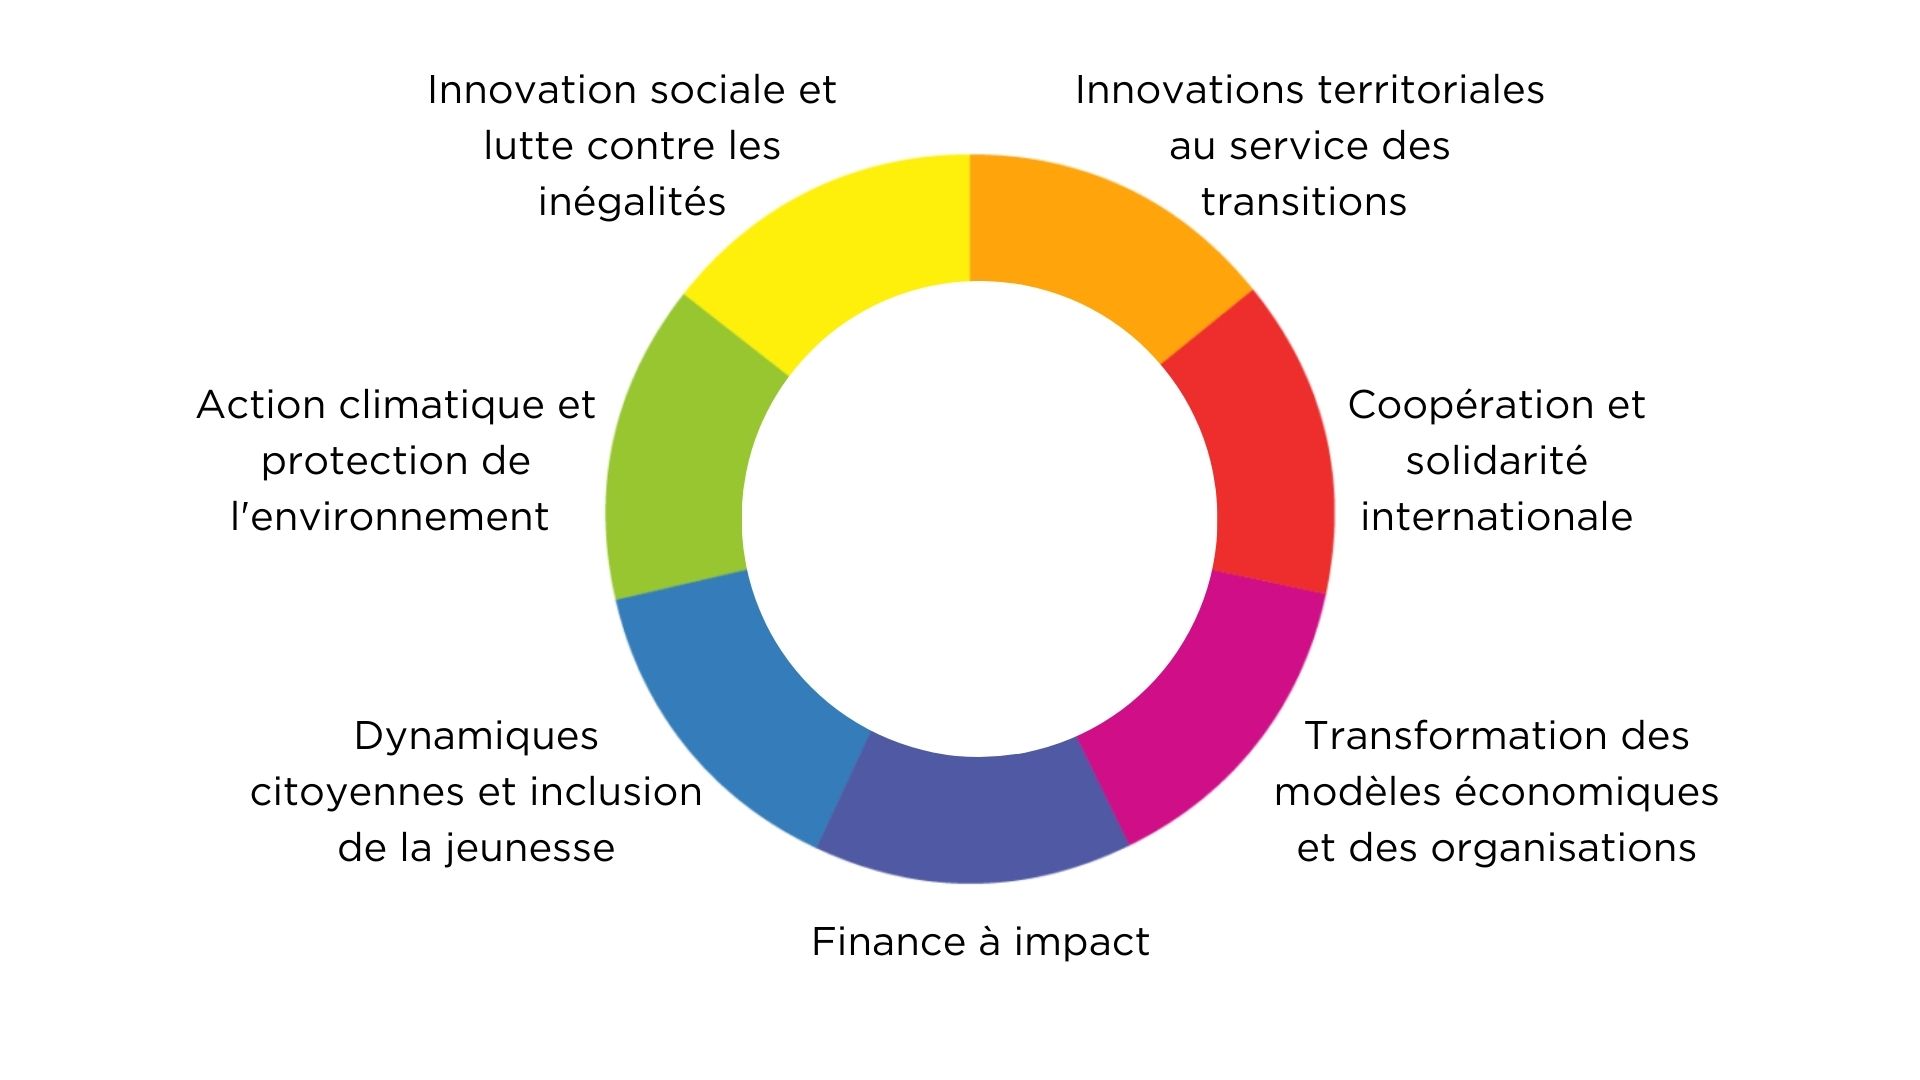 Innovation sociale et
lutte contre les
inégalités
Innovations territoriales
au service des
transitions
Action climatique et
protection de
l'environnement
Coopération et
solidarité
internationale
Dynamiques
citoyennes et inclusion
de la jeunesse
Transformation des
modèles économiques
et des organisations
Finance à impact